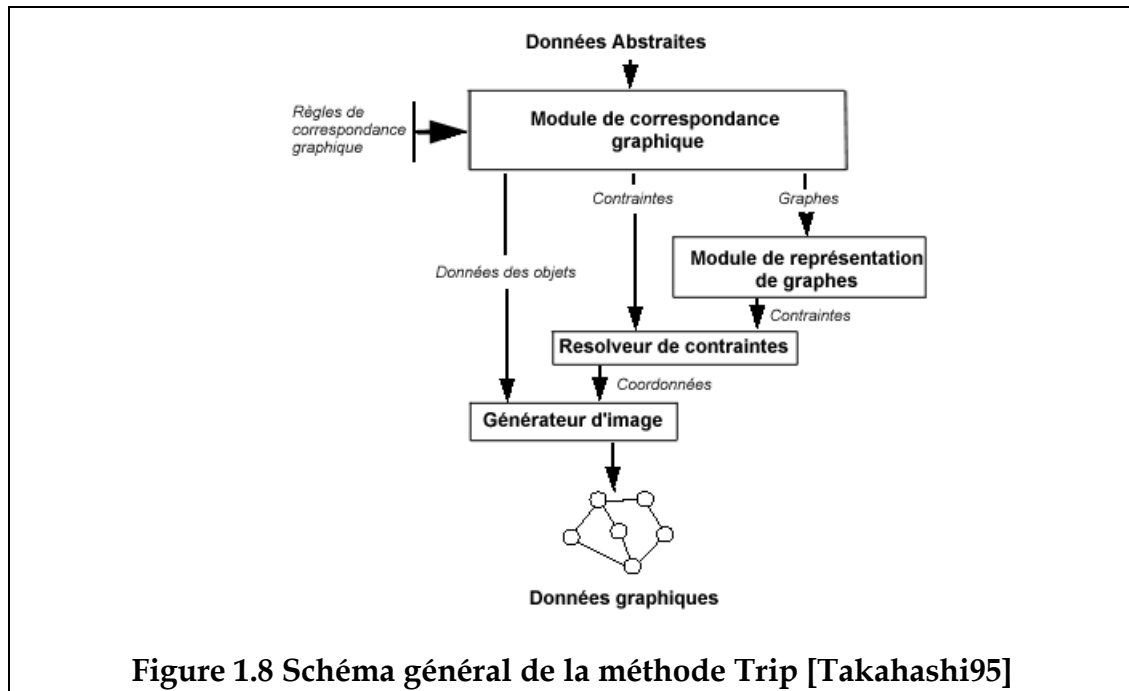 Données Abstraites
Règles de
correspondance
graphique
Module de correspondance
graphique
Contraintes
Graphes
Module de représentation
de graphes
Données des objets
Contraintes
Resolveur de contraintes
Coordonnées
Générateur d'image
Données graphiques
Figure 1.8 Schéma général de la méthode Trip [Takahashi95]